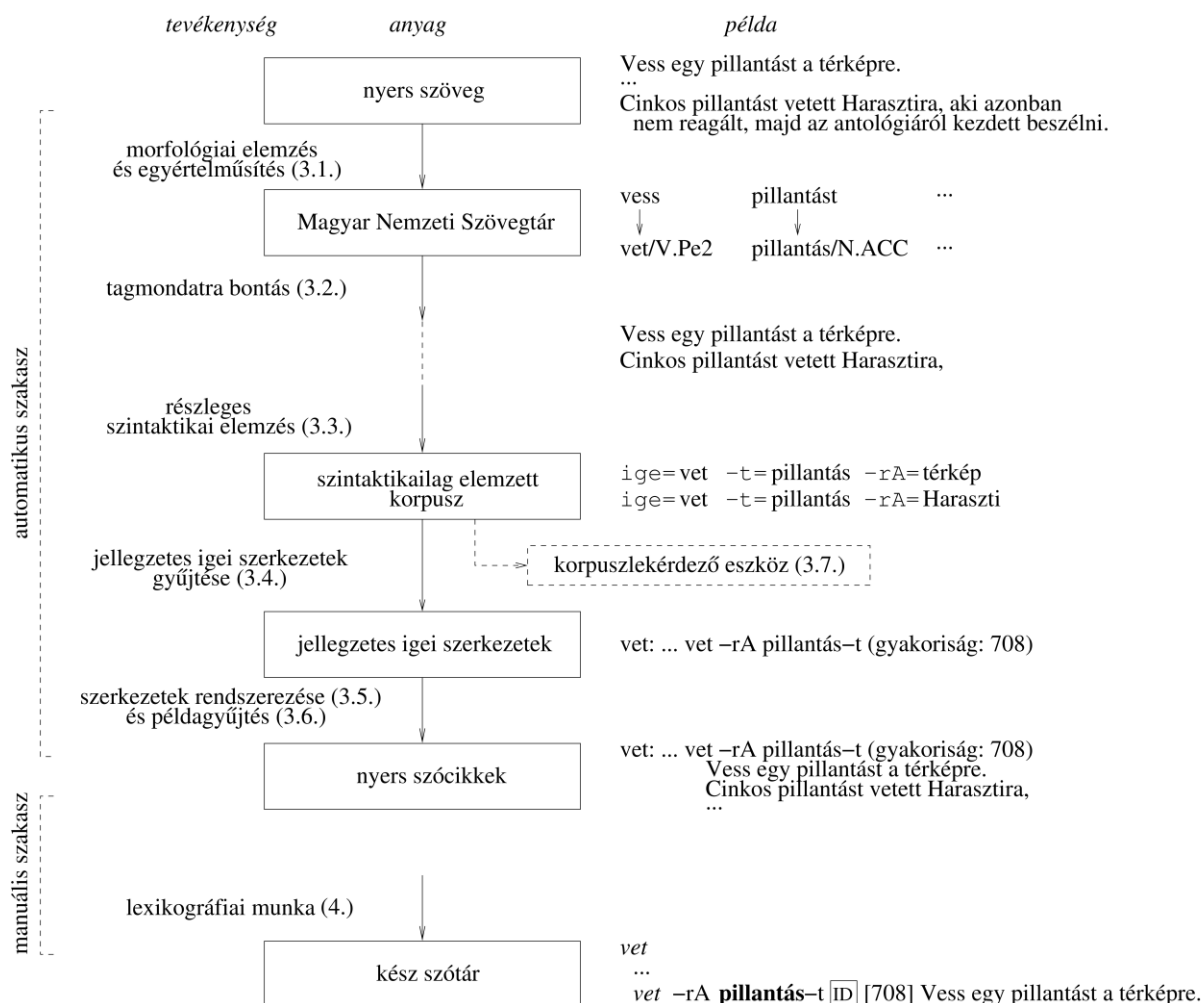 tevékenység anyag példa
nyers szöveg
Vess egy pillantást a térképre.
...
Cinkos pillantást vetett Harasztira, aki azonban
nem reagált, majd az antológiáról kezdett beszélni.
morfológiai elemzés
és egyértelműsítés (3.1.)
Magyar Nemzeti Szövegtár
vess pillantást ...
vet/V.Pe2 pillantás/N.ACC ...
tagmondatra bontás (3.2.)
Vess egy pillantást a térképre.
Cinkos pillantást vetett Harasztira,
részleges
szintaktikai elemzés (3.3.)
szintaktikailag elemzett
korpusz
ige=vet -t=pillantás -rA=térkép
ige=vet -t=pillantás -rA=Haraszti
jellegzetes igei szerkezetek
gyűjtése (3.4.)
korpuszlekérdező eszköz (3.7.)
jellegzetes igei szerkezetek
vet: ... vet −rA pillantás−t (gyakoriság: 708)
szerkezetek rendszerezése (3.5.)
és példagyűjtés (3.6.)
nyers szócikkek
vet: ... vet −rA pillantás−t (gyakoriság: 708)
Vess egy pillantást a térképre.
Cinkos pillantást vetett Harasztira,
...
automatikus szakasz
manuális szakasz
lexikográfiai munka (4.)
kész szótár
vet
...
vet −rA pillantás−t ID [708] Vess egy pillantást a térképre.